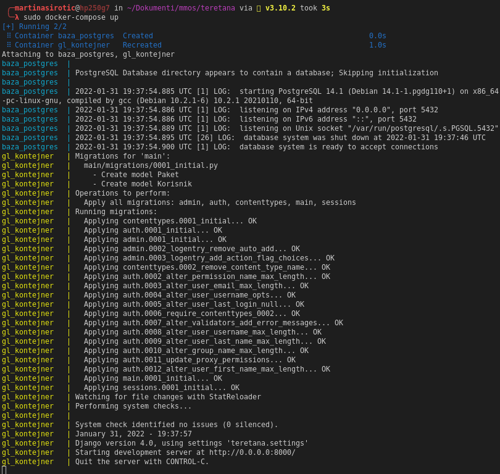 martinasirotic@hp250g7 in ~/Dokumenti/mmos/teretana via v3.10.2 took 3s
λ sudo docker-compose up
[+] Running 2/2
⠿ Container baza_postgres  Created 0.0s
⠿ Container gl_kontejner  Recreated 1.0s
Attaching to baza_postgres, gl_kontejner
baza_postgres |
baza_postgres | PostgreSQL Database directory appears to contain a database; Skipping initialization
baza_postgres |
baza_postgres | 2022-01-31 19:37:54.885 UTC [1] LOG:  starting PostgreSQL 14.1 (Debian 14.1-1.pgdg110+1) on x86_64
-pc-linux-gnu, compiled by gcc (Debian 10.2.1-6) 10.2.1 20210110, 64-bit
baza_postgres | 2022-01-31 19:37:54.886 UTC [1] LOG:  listening on IPv4 address "0.0.0.0", port 5432
baza_postgres | 2022-01-31 19:37:54.886 UTC [1] LOG:  listening on IPv6 address "::", port 5432
baza_postgres | 2022-01-31 19:37:54.889 UTC [1] LOG:  listening on Unix socket "/var/run/postgresql/.s.PGSQL.5432"
baza_postgres | 2022-01-31 19:37:54.895 UTC [26] LOG:  database system was shut down at 2022-01-31 19:37:46 UTC
baza_postgres | 2022-01-31 19:37:54.900 UTC [1] LOG:  database system is ready to accept connections
gl_kontejner | Migrations for 'main':
gl_kontejner |   main/migrations/0001_initial.py
gl_kontejner |     - Create model Paket
gl_kontejner |     - Create model Korisnik
gl_kontejner | Operations to perform:
gl_kontejner |   Apply all migrations: admin, auth, contenttypes, main, sessions
gl_kontejner | Running migrations:
gl_kontejner |   Applying contenttypes.0001_initial... OK
gl_kontejner |   Applying auth.0001_initial... OK
gl_kontejner |   Applying admin.0001_initial... OK
gl_kontejner |   Applying admin.0002_logentry_remove_auto_add... OK
gl_kontejner |   Applying admin.0003_logentry_add_action_flag_choices... OK
gl_kontejner |   Applying contenttypes.0002_remove_content_type_name... OK
gl_kontejner |   Applying auth.0002_alter_permission_name_max_length... OK
gl_kontejner |   Applying auth.0003_alter_user_email_max_length... OK
gl_kontejner |   Applying auth.0004_alter_user_username_opts... OK
gl_kontejner |   Applying auth.0005_alter_user_last_login_null... OK
gl_kontejner |   Applying auth.0006_require_contenttypes_0002... OK
gl_kontejner |   Applying auth.0007_alter_validators_add_error_messages... OK
gl_kontejner |   Applying auth.0008_alter_user_username_max_length... OK
gl_kontejner |   Applying auth.0009_alter_user_last_name_max_length... OK
gl_kontejner |   Applying auth.0010_alter_group_name_max_length... OK
gl_kontejner |   Applying auth.0011_update_proxy_permissions... OK
gl_kontejner |   Applying auth.0012_alter_user_first_name_max_length... OK
gl_kontejner |   Applying main.0001_initial... OK
gl_kontejner |   Applying sessions.0001_initial... OK
gl_kontejner | Watching for file changes with StatReloader
gl_kontejner | Performing system checks...
gl_kontejner |
gl_kontejner | System check identified no issues (0 silenced).
gl_kontejner | January 31, 2022 - 19:37:57
gl_kontejner | Django version 4.0, using settings 'teretana.settings'
gl_kontejner | Starting development server at http://0.0.0.0:8000/
gl_kontejner | Quit the server with CONTROL-C.